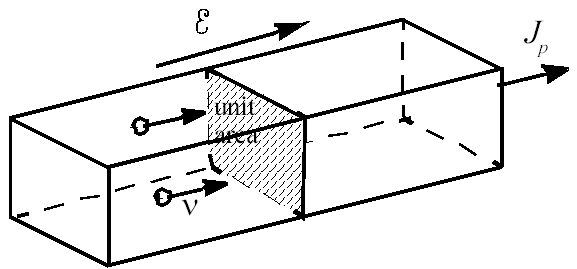 ε
J_p
unit
area
ν